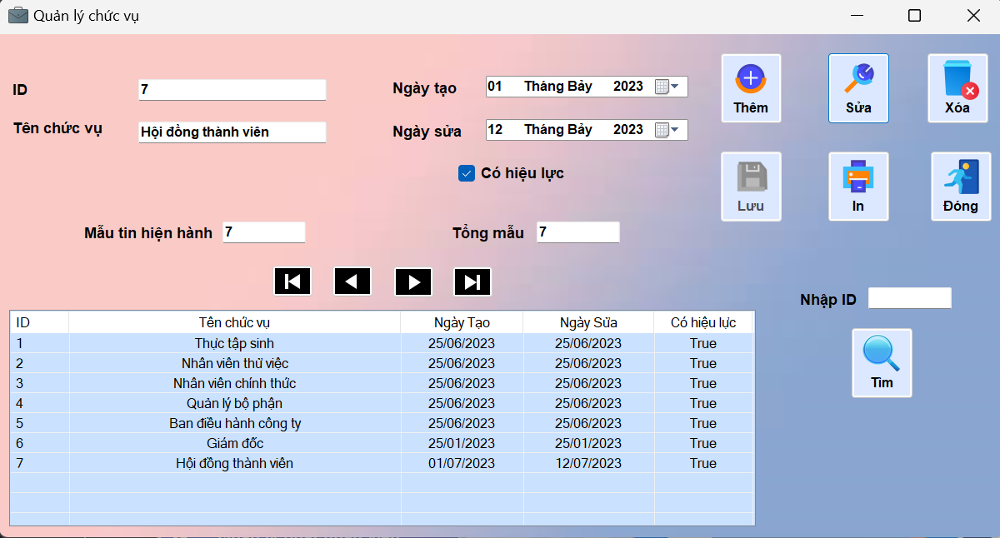 Quản lý chức vụ
ID 7 Ngày tạo 01 Tháng Bảy 2023
Tên chức vụ Hội đồng thành viên Ngày sửa 12 Tháng Bảy 2023
Có hiệu lực
Thêm Sửa Xóa
Lưu In Đóng
Mẫu tin hiện hành 7 Tổng mẫu 7
Nhập ID
Tìm
ID Tên chức vụ Ngày Tạo Ngày Sửa Có hiệu lực
1 Thực tập sinh 25/06/2023 25/06/2023 True
2 Nhân viên thử việc 25/06/2023 25/06/2023 True
3 Nhân viên chính thức 25/06/2023 25/06/2023 True
4 Quản lý bộ phận 25/06/2023 25/06/2023 True
5 Ban điều hành công ty 25/06/2023 25/06/2023 True
6 Giám đốc 25/01/2023 25/01/2023 True
7 Hội đồng thành viên 01/07/2023 12/07/2023 True